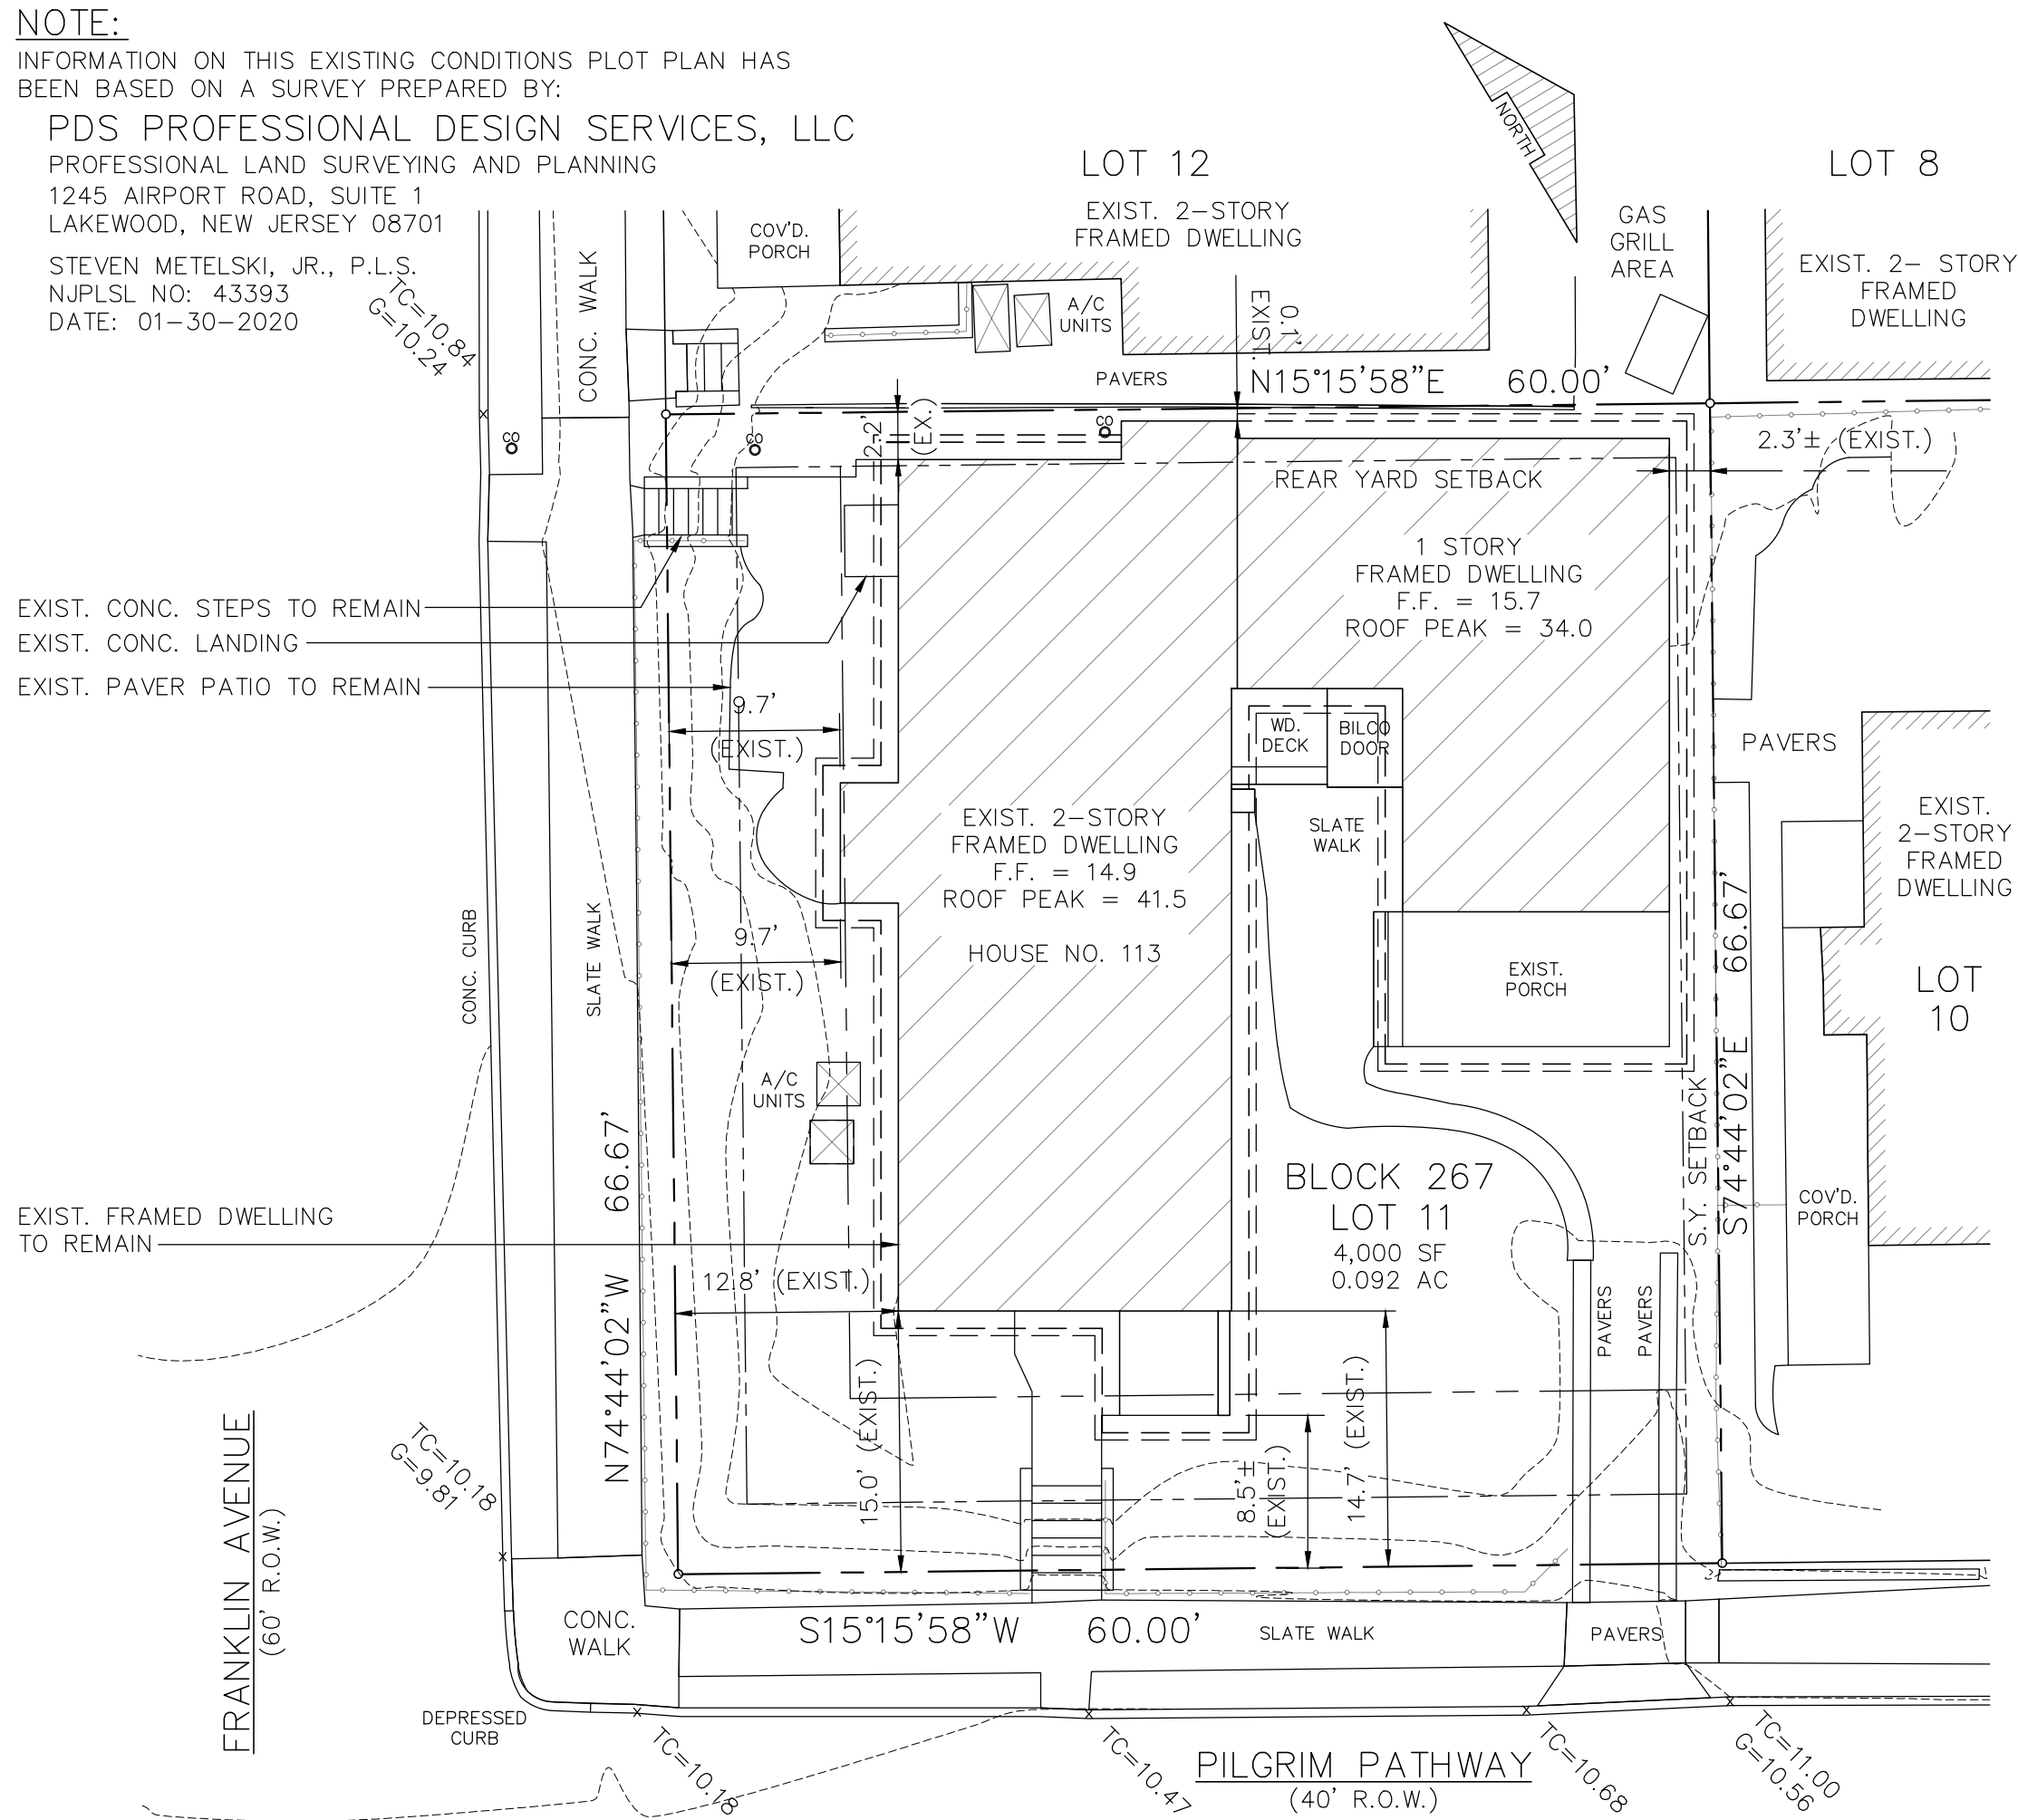 NOTE:
INFORMATION ON THIS EXISTING CONDITIONS PLOT PLAN HAS
BEEN BASED ON A SURVEY PREPARED BY:
PDS PROFESSIONAL DESIGN SERVICES, LLC
PROFESSIONAL LAND SURVEYING AND PLANNING
1245 AIRPORT ROAD, SUITE 1
LAKEWOOD, NEW JERSEY 08701
STEVEN METELSKI, JR., P.L.S.
NJPLSL NO: 43393
DATE: 01-30-2020
TC=10.84
G=10.24
CONC. WALK
COV'D.
PORCH
LOT 12
EXIST. 2-STORY
FRAMED DWELLING
A/C
UNITS
PAVERS
NORTH
GAS
GRILL
AREA
LOT 8
EXIST. 2- STORY
FRAMED
DWELLING
0.1'
EXIST.
N15°15'58"E 60.00'
CO
CO
CO
2.2'
(EX.)
2.3'± (EXIST.)
REAR YARD SETBACK
1 STORY
FRAMED DWELLING
F.F. = 15.7
ROOF PEAK = 34.0
EXIST. CONC. STEPS TO REMAIN
EXIST. CONC. LANDING
EXIST. PAVER PATIO TO REMAIN
9.7'
(EXIST.)
WD.
DECK
BILCO
DOOR
PAVERS
SLATE
WALK
EXIST. 2-STORY
FRAMED DWELLING
F.F. = 14.9
ROOF PEAK = 41.5
HOUSE NO. 113
EXIST.
2-STORY
FRAMED
DWELLING
LOT
10
CONC. CURB
SLATE WALK
9.7'
(EXIST.)
EXIST.
PORCH
S74°44'02"E 66.67'
S.Y. SETBACK
A/C
UNITS
N74°44'02"W 66.67'
BLOCK 267
LOT 11
4,000 SF
0.092 AC
COV'D.
PORCH
EXIST. FRAMED DWELLING
TO REMAIN
12.8' (EXIST.)
PAVERS
PAVERS
15.0' (EXIST.)
8.5'±
(EXIST.)
14.7' (EXIST.)
TC=10.18
G=9.81
FRANKLIN AVENUE
(60' R.O.W.)
CONC.
WALK
S15°15'58"W 60.00'
SLATE WALK
PAVERS
DEPRESSED
CURB
TC=10.18
TC=10.47
PILGRIM PATHWAY
(40' R.O.W.)
TC=10.68
TC=11.00
G=10.56